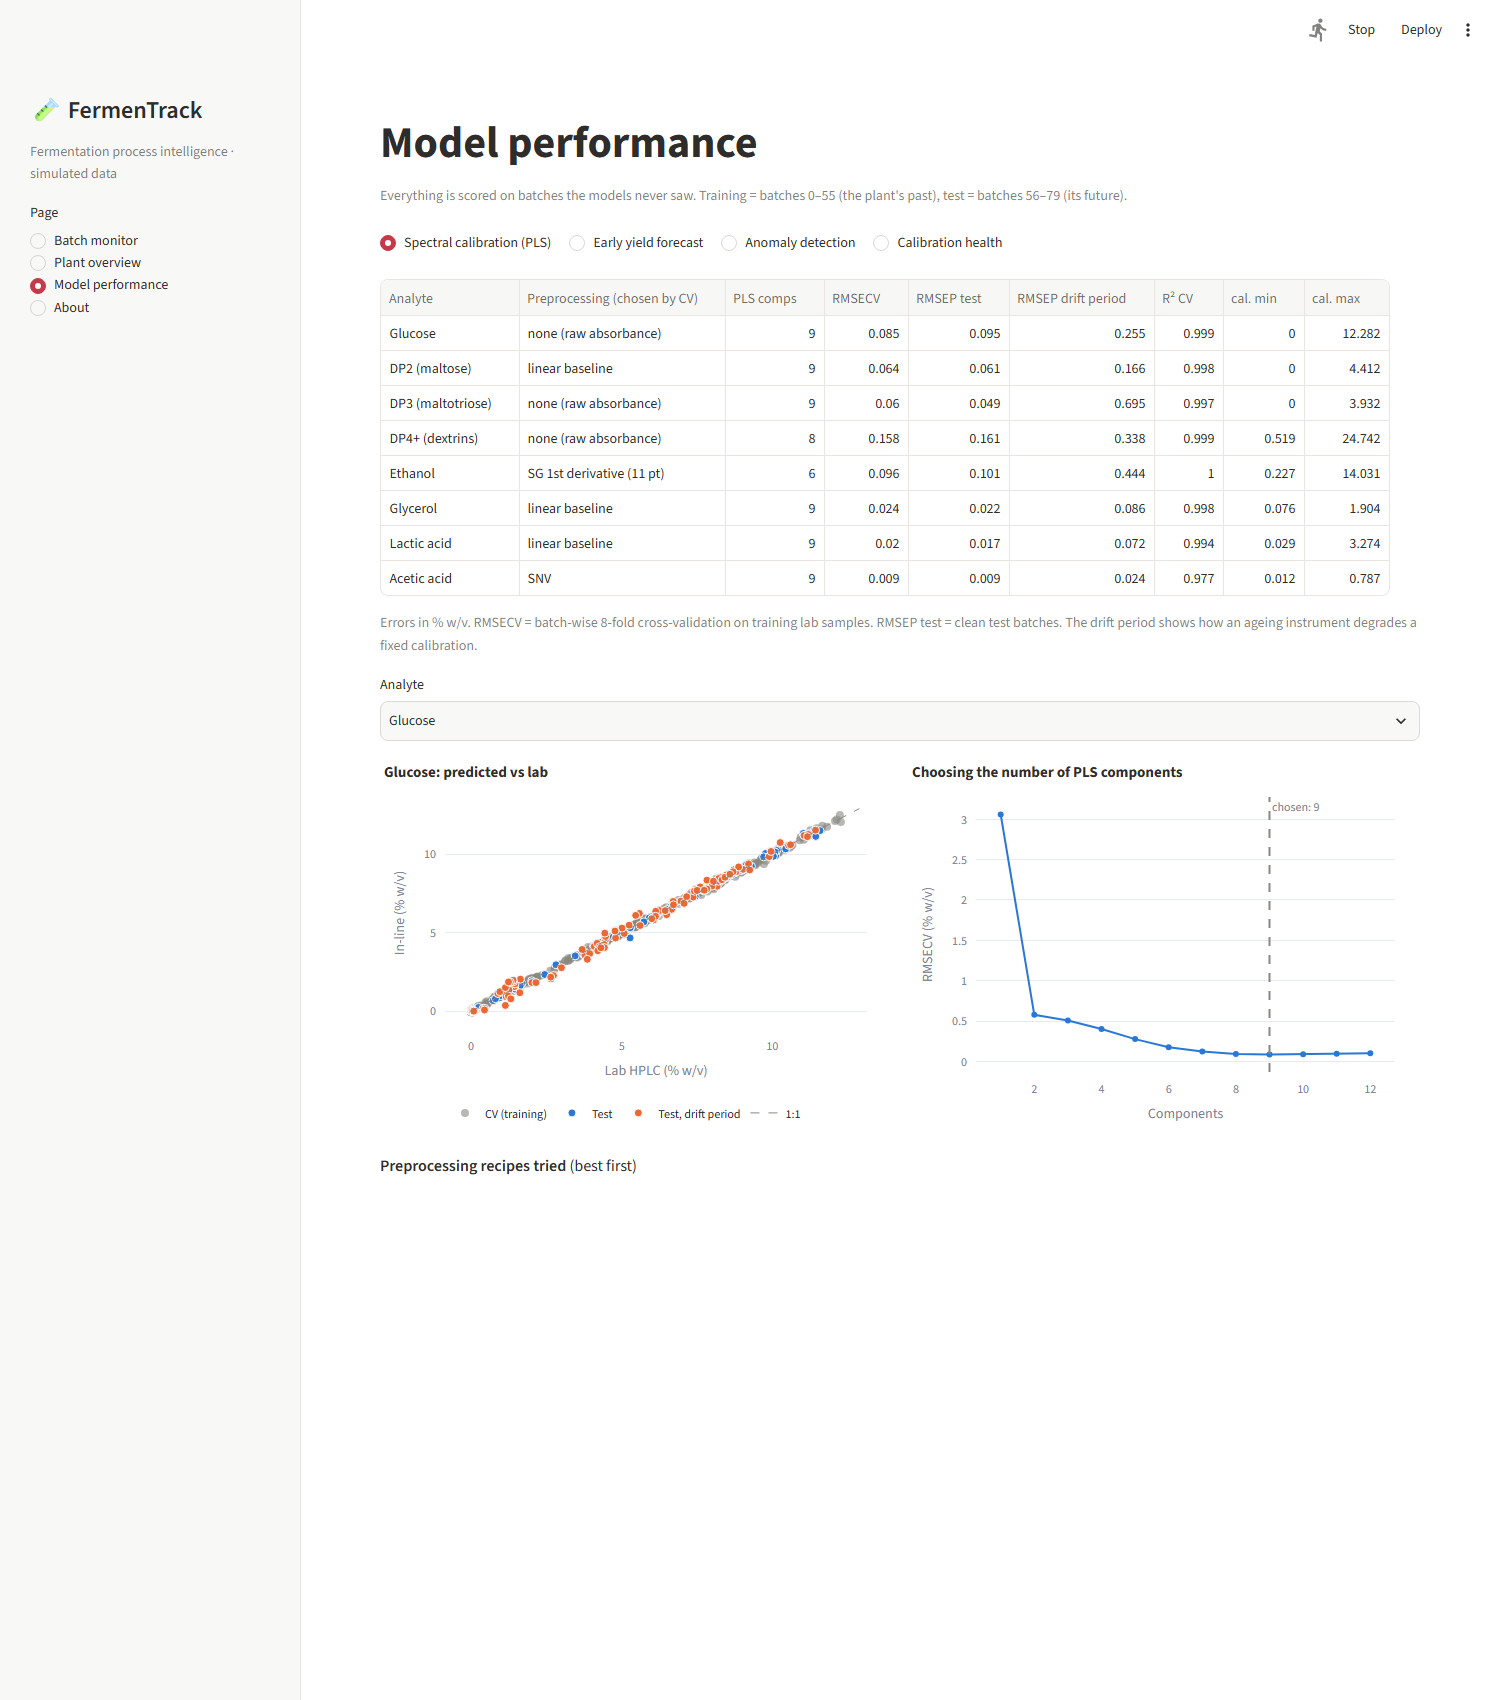 Stop Deploy
FermenTrack
Fermentation process intelligence ·
simulated data
Page
Batch monitor
Plant overview
Model performance
About
Model performance
Everything is scored on batches the models never saw. Training = batches 0–55 (the plant's past), test = batches 56–79 (its future).
Spectral calibration (PLS) Early yield forecast Anomaly detection Calibration health
Analyte Preprocessing (chosen by CV) PLS comps RMSECV RMSEP test RMSEP drift period R² CV cal. min cal. max
Glucose none (raw absorbance) 9 0.085 0.095 0.255 0.999 0 12.282
DP2 (maltose) linear baseline 9 0.064 0.061 0.166 0.998 0 4.412
DP3 (maltotriose) none (raw absorbance) 9 0.06 0.049 0.695 0.997 0 3.932
DP4+ (dextrins) none (raw absorbance) 8 0.158 0.161 0.338 0.999 0.519 24.742
Ethanol SG 1st derivative (11 pt) 6 0.096 0.101 0.444 1 0.227 14.031
Glycerol linear baseline 9 0.024 0.022 0.086 0.998 0.076 1.904
Lactic acid linear baseline 9 0.02 0.017 0.072 0.994 0.029 3.274
Acetic acid SNV 9 0.009 0.009 0.024 0.977 0.012 0.787
Errors in % w/v. RMSECV = batch-wise 8-fold cross-validation on training lab samples. RMSEP test = clean test batches. The drift period shows how an ageing instrument degrades a
fixed calibration.
Analyte
Glucose
Glucose: predicted vs lab
10
5
0
In-line (% w/v)
0 5 10
Lab HPLC (% w/v)
CV (training) Test Test, drift period 1:1
Choosing the number of PLS components
chosen: 9
3
2.5
2
1.5
1
0.5
0
RMSECV (% w/v)
2 4 6 8 10 12
Components
Preprocessing recipes tried (best first)